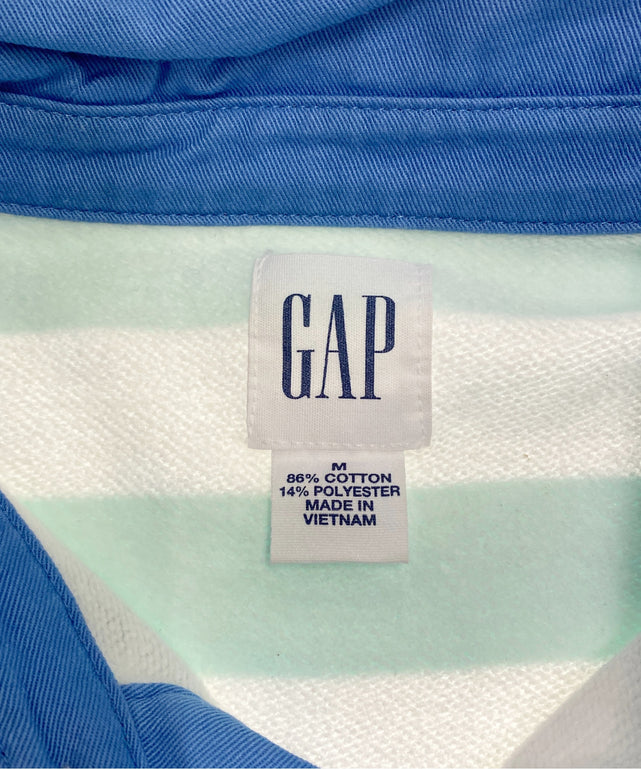 GAP
M
86% COTTON
14% POLYESTER
MADE IN
VIETNAM